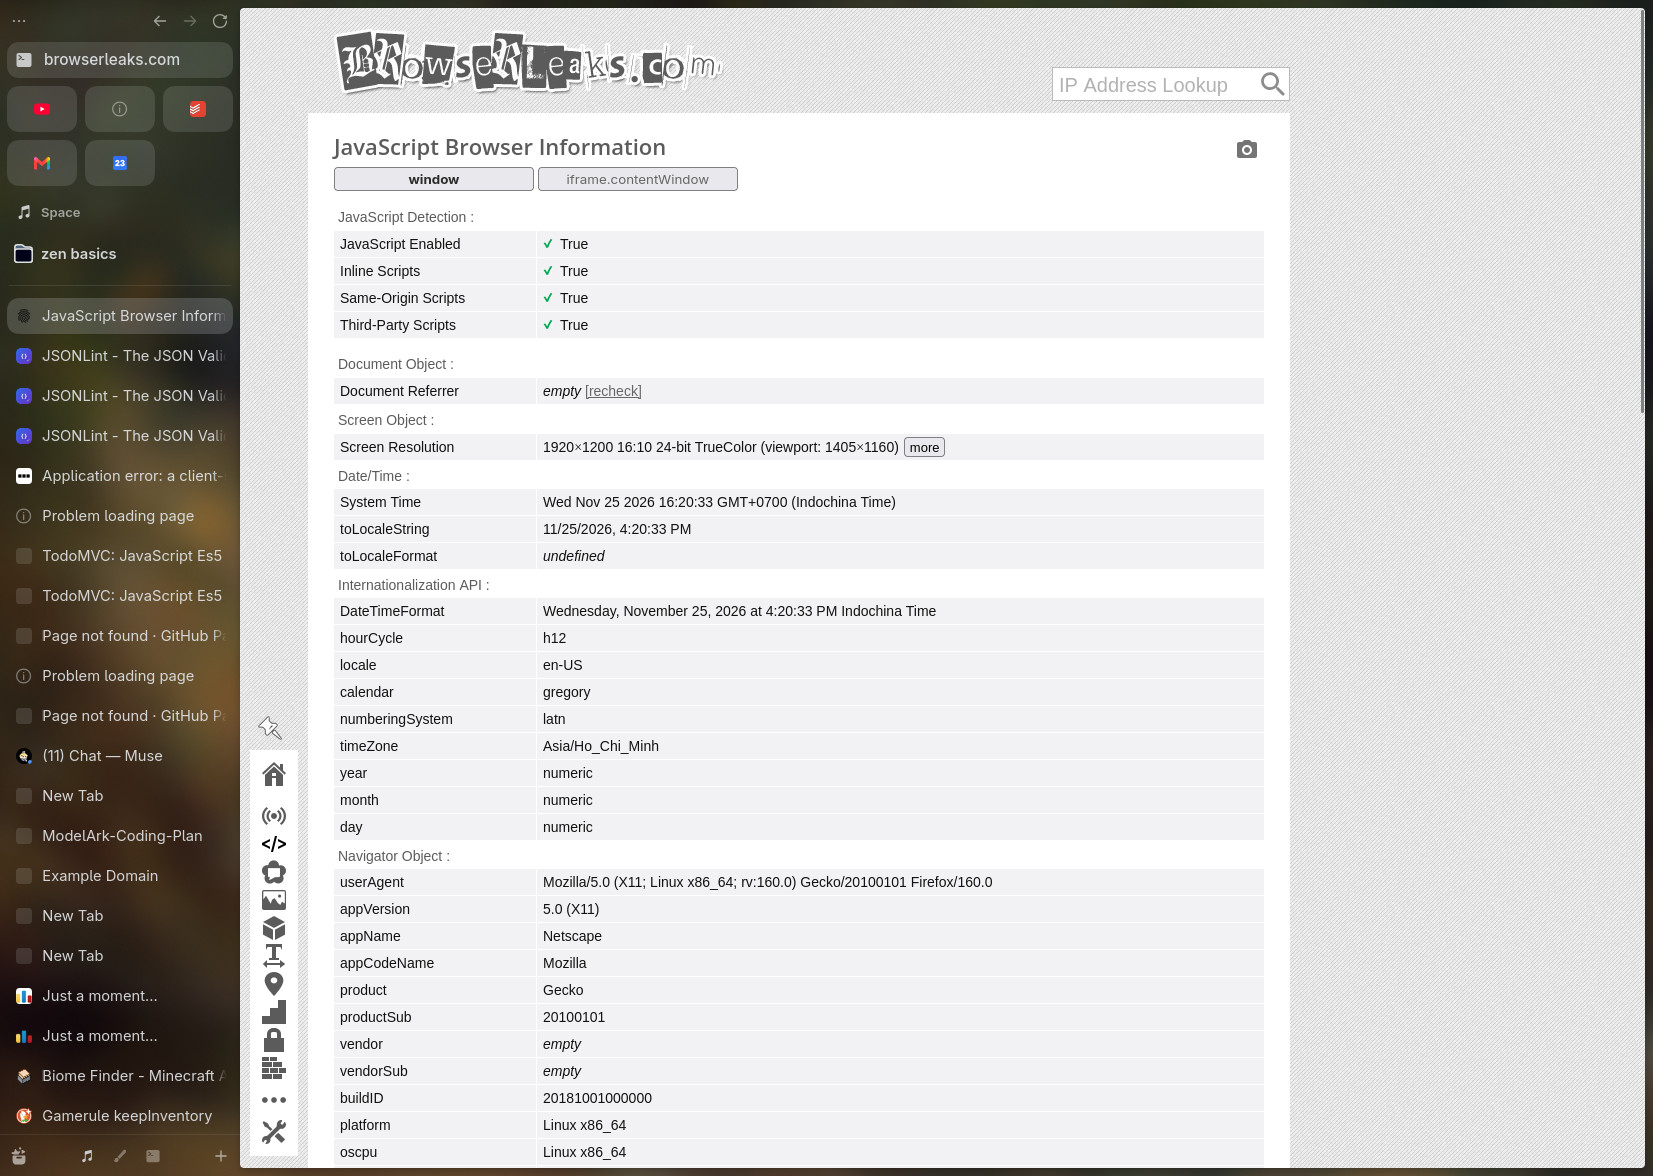 browserleaks.com
23
Space
zen basics
JavaScript Browser Inform
JSONLint - The JSON Vali
JSONLint - The JSON Vali
JSONLint - The JSON Vali
Application error: a client-
Problem loading page
TodoMVC: JavaScript Es5
TodoMVC: JavaScript Es5
Page not found · GitHub Pa
Problem loading page
Page not found · GitHub Pa
(11) Chat — Muse
New Tab
ModelArk-Coding-Plan
Example Domain
New Tab
New Tab
Just a moment...
Just a moment...
Biome Finder - Minecraft A
Gamerule keepInventory
BRowseRLeaks.com
IP Address Lookup
JavaScript Browser Information
window
iframe.contentWindow
JavaScript Detection :
JavaScript Enabled ✓ True
Inline Scripts ✓ True
Same-Origin Scripts ✓ True
Third-Party Scripts ✓ True
Document Object :
Document Referrer empty [recheck]
Screen Object :
Screen Resolution 1920×1200 16:10 24-bit TrueColor (viewport: 1405×1160) more
Date/Time :
System Time Wed Nov 25 2026 16:20:33 GMT+0700 (Indochina Time)
toLocaleString 11/25/2026, 4:20:33 PM
toLocaleFormat undefined
Internationalization API :
DateTimeFormat Wednesday, November 25, 2026 at 4:20:33 PM Indochina Time
hourCycle h12
locale en-US
calendar gregory
numberingSystem latn
timeZone Asia/Ho_Chi_Minh
year numeric
month numeric
day numeric
Navigator Object :
userAgent Mozilla/5.0 (X11; Linux x86_64; rv:160.0) Gecko/20100101 Firefox/160.0
appVersion 5.0 (X11)
appName Netscape
appCodeName Mozilla
product Gecko
productSub 20100101
vendor empty
vendorSub empty
buildID 20181001000000
platform Linux x86_64
oscpu Linux x86_64